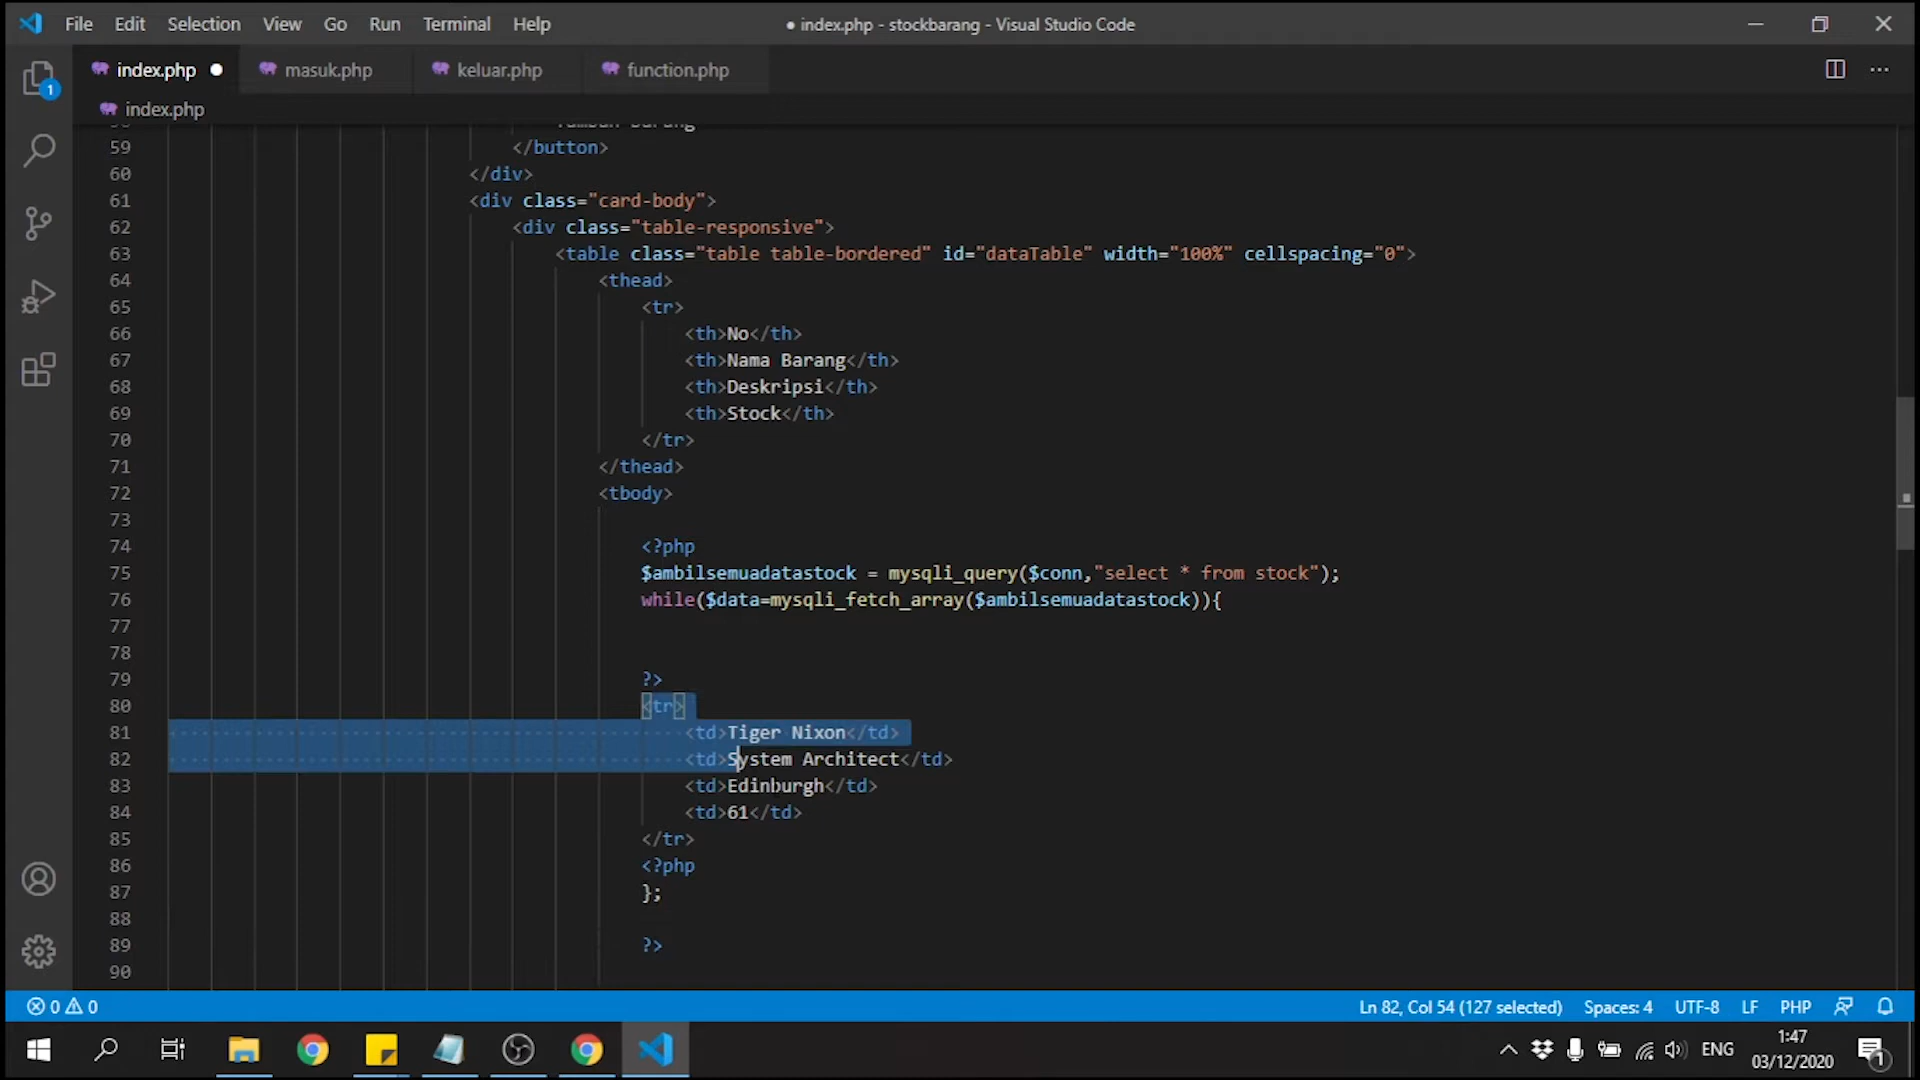 File Edit Selection View Go Run Terminal Help
● index.php - stockbarang - Visual Studio Code
index.php ● masuk.php keluar.php function.php
1
index.php
59 </button>
60 </div>
61 <div class="card-body">
62 <div class="table-responsive">
63 <table class="table table-bordered" id="dataTable" width="100%" cellspacing="0">
64 <thead>
65 <tr>
66 <th>No</th>
67 <th>Nama Barang</th>
68 <th>Deskripsi</th>
69 <th>Stock</th>
70 </tr>
71 </thead>
72 <tbody>
73
74 <?php
75 $ambilsemuadatastock = mysqli_query($conn,"select * from stock");
76 while($data=mysqli_fetch_array($ambilsemuadatastock)){
77
78
79 ?>
80 <tr>
81 <td>Tiger Nixon</td>
82 <td>System Architect</td>
83 <td>Edinburgh</td>
84 <td>61</td>
85 </tr>
86 <?php
87 };
88
89 ?>
90
0 0 Ln 82, Col 54 (127 selected) Spaces: 4 UTF-8 LF PHP
ENG 1:47
03/12/2020
1